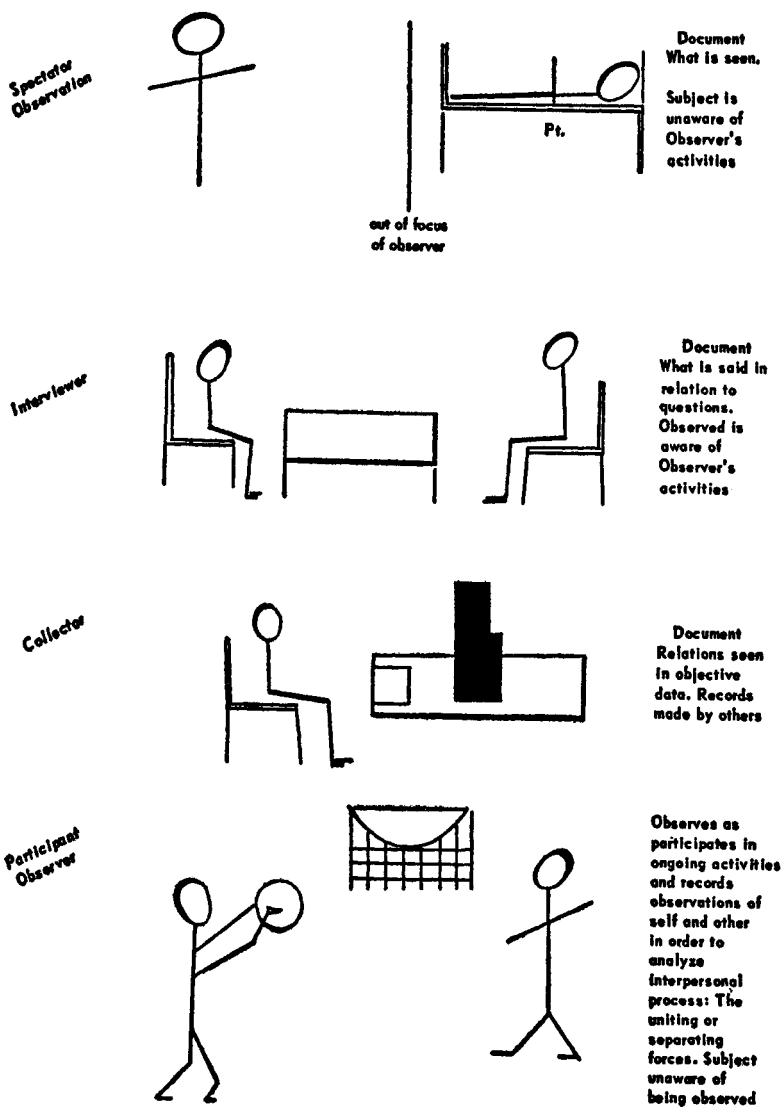 Spectator
Observation
Document
What is seen.
Subject is
unaware of
Observer's
activities
Pt.
out of focus
of observer
Interviewer
Document
What is said in
relation to
questions.
Observed is
aware of
Observer's
activities
Collector
Document
Relations seen
in objective
data. Records
made by others
Participant
Observer
Observes as
participates in
ongoing activities
and records
observations of
self and other
in order to
analyze
interpersonal
process: The
uniting or
separating
forces. Subject
unaware of
being observed